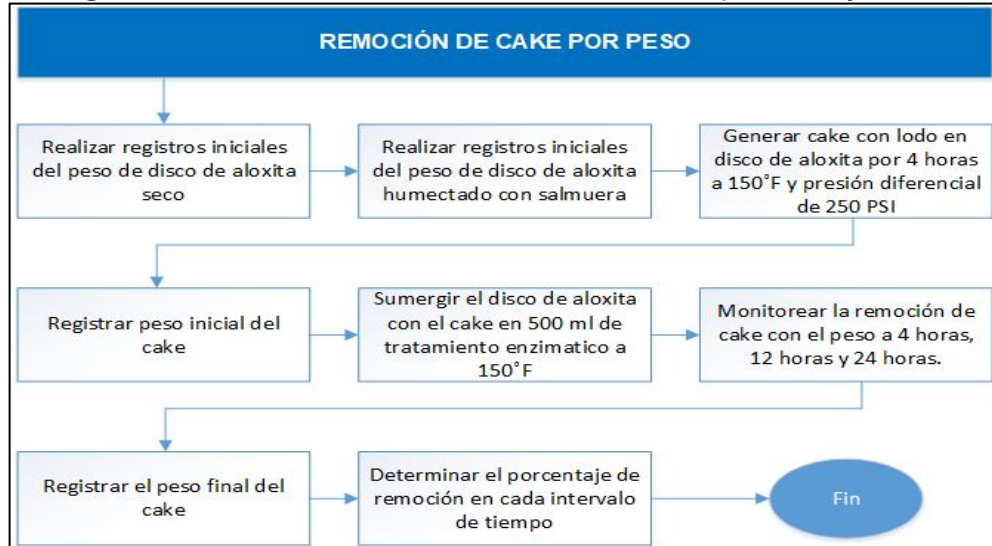 REMOCIÓN DE CAKE POR PESO
Realizar registros iniciales
del peso de disco de aloxita
seco
Realizar registros iniciales
del peso de disco de aloxita
humectado con salmuera
Generar cake con lodo en
disco de aloxita por 4 horas
a 150°F y presión diferencial
de 250 PSI
Registrar peso inicial del
cake
Sumergir el disco de aloxita
con el cake en 500 ml de
tratamiento enzimatico a
150°F
Monitorear la remoción de
cake con el peso a 4 horas,
12 horas y 24 horas.
Registrar el peso final del
cake
Determinar el porcentaje de
remoción en cada intervalo
de tiempo
Fin